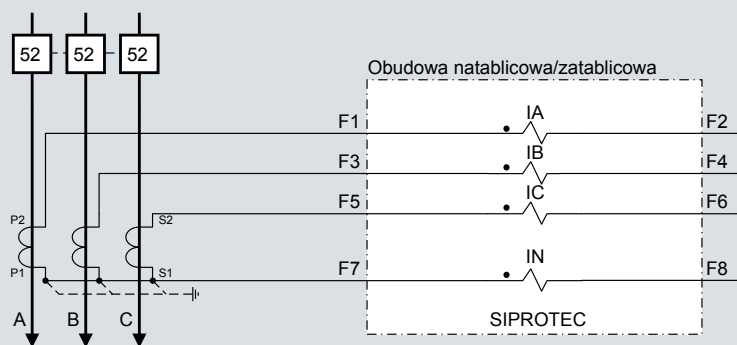 52 52 52
Obudowa natablicowa/zatablicowa
F1 IA F2
F3 IB F4
F5 IC F6
P2 S2
P1 S1
F7 IN F8
A B C
SIPROTEC